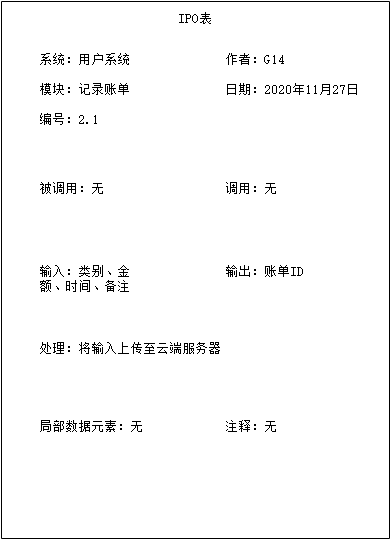 IPO表
系统：用户系统 作者：G14
模块：记录账单 日期：2020年11月27日
编号：2.1
被调用：无 调用：无
输入：类别、金 输出：账单ID
额、时间、备注
处理：将输入上传至云端服务器
局部数据元素：无 注释：无